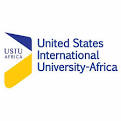 USIU
AFRICA
United States
International
University-Africa